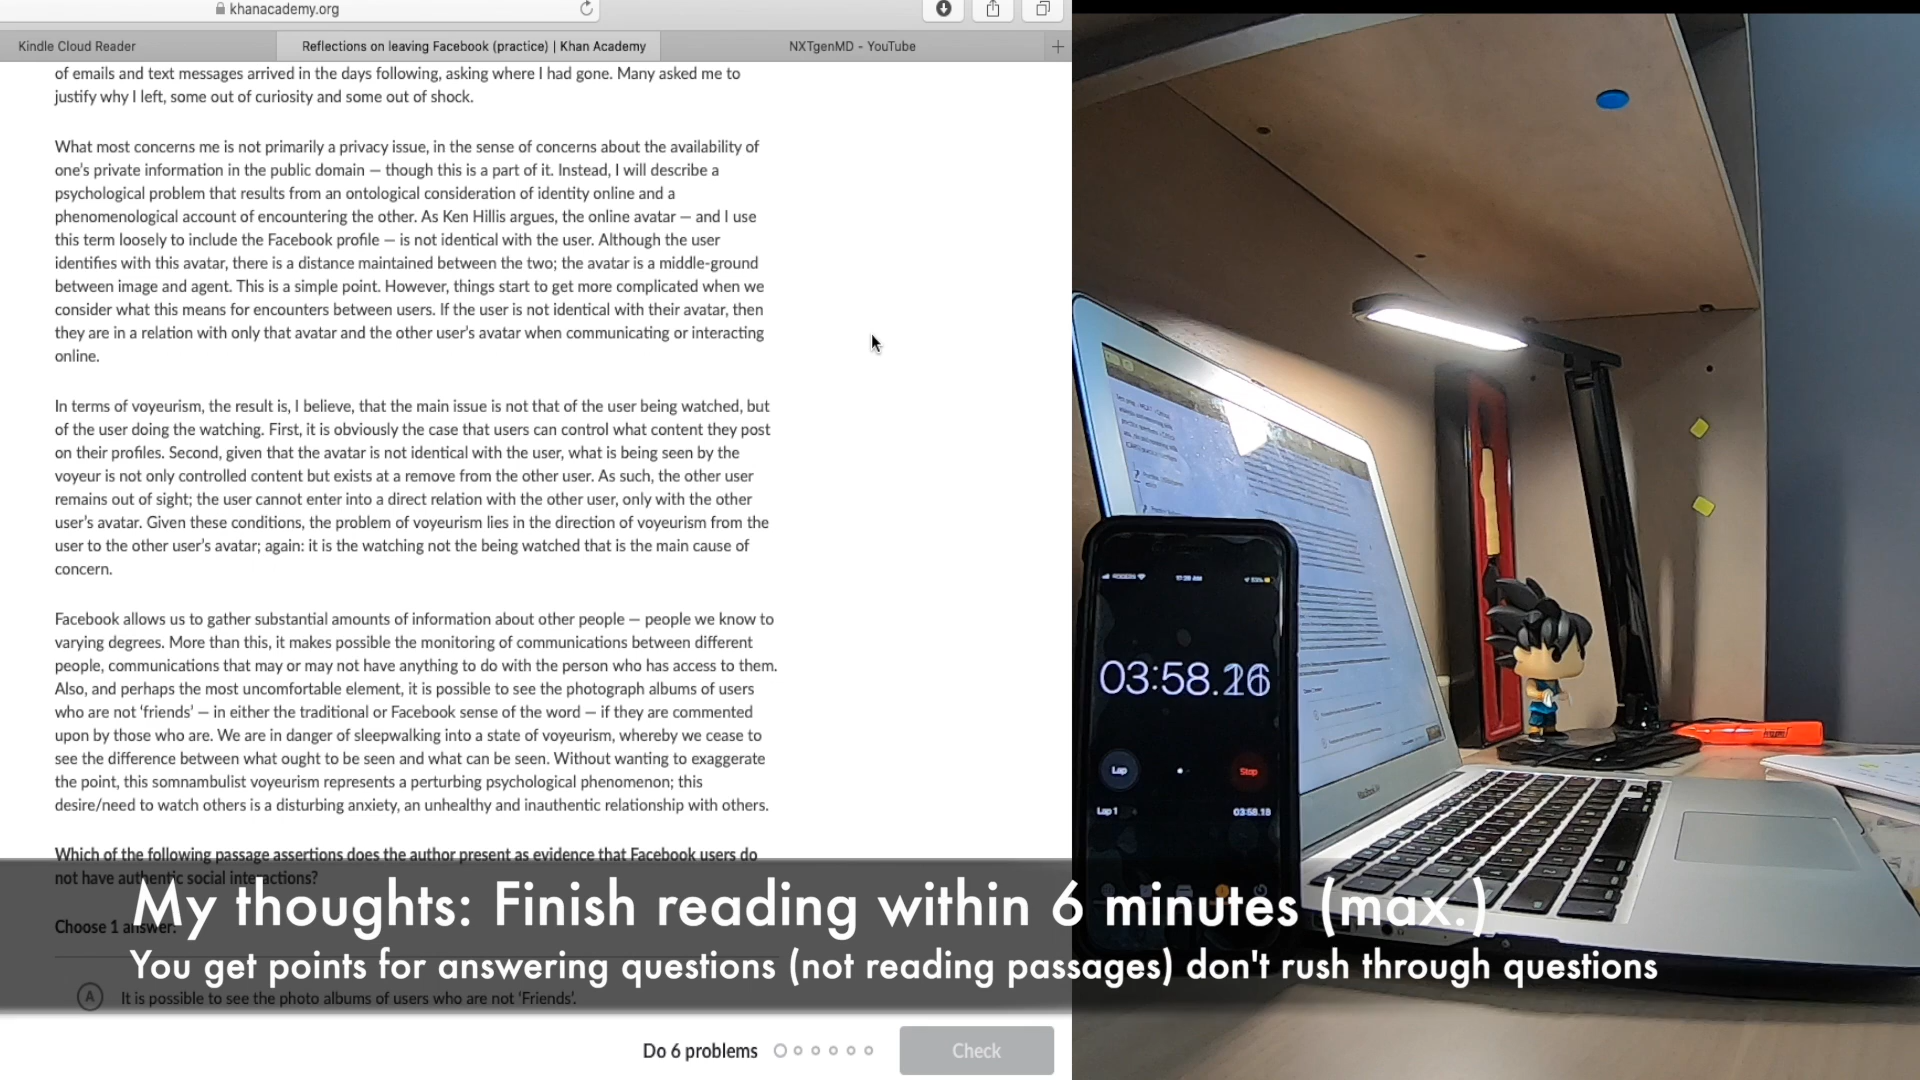 khanacademy.org
Kindle Cloud Reader
Reflections on leaving Facebook (practice) | Khan Academy
NXTgenMD - YouTube
of emails and text messages arrived in the days following, asking where I had gone. Many asked me to
justify why I left, some out of curiosity and some out of shock.
What most concerns me is not primarily a privacy issue, in the sense of concerns about the availability of
one's private information in the public domain — though this is a part of it. Instead, I will describe a
psychological problem that results from an ontological consideration of identity online and a
phenomenological account of encountering the other. As Ken Hillis argues, the online avatar — and I use
this term loosely to include the Facebook profile — is not identical with the user. Although the user
identifies with this avatar, there is a distance maintained between the two; the avatar is a middle-ground
between image and agent. This is a simple point. However, things start to get more complicated when we
consider what this means for encounters between users. If the user is not identical with their avatar, then
they are in a relation with only that avatar and the other user's avatar when communicating or interacting
online.
In terms of voyeurism, the result is, I believe, that the main issue is not that of the user being watched, but
of the user doing the watching. First, it is obviously the case that users can control what content they post
on their profiles. Second, given that the avatar is not identical with the user, what is being seen by the
voyeur is not only controlled content but exists at a remove from the other user. As such, the other user
remains out of sight; the user cannot enter into a direct relation with the other user, only with the other
user's avatar. Given these conditions, the problem of voyeurism lies in the direction of voyeurism from the
user to the other user's avatar; again: it is the watching not the being watched that is the main cause of
concern.
Facebook allows us to gather substantial amounts of information about other people — people we know to
varying degrees. More than this, it makes possible the monitoring of communications between different
people, communications that may or may not have anything to do with the person who has access to them.
Also, and perhaps the most uncomfortable element, it is possible to see the photograph albums of users
who are not 'friends' — in either the traditional or Facebook sense of the word — if they are commented
upon by those who are. We are in danger of sleepwalking into a state of voyeurism, whereby we cease to
see the difference between what ought to be seen and what can be seen. Without wanting to exaggerate
the point, this somnambulist voyeurism represents a perturbing psychological phenomenon; this
desire/need to watch others is a disturbing anxiety, an unhealthy and inauthentic relationship with others.
Which of the following passage assertions does the author present as evidence that Facebook users do
not have authentic social interactions?
Choose 1 answer:
A It is possible to see the photo albums of users who are not 'Friends'.
Do 6 problems
Check
My thoughts: Finish reading within 6 minutes (max.)
You get points for answering questions (not reading passages) don't rush through questions
03:58.
Lap
Stop
Lap 1
03:58.18
MacBook Air